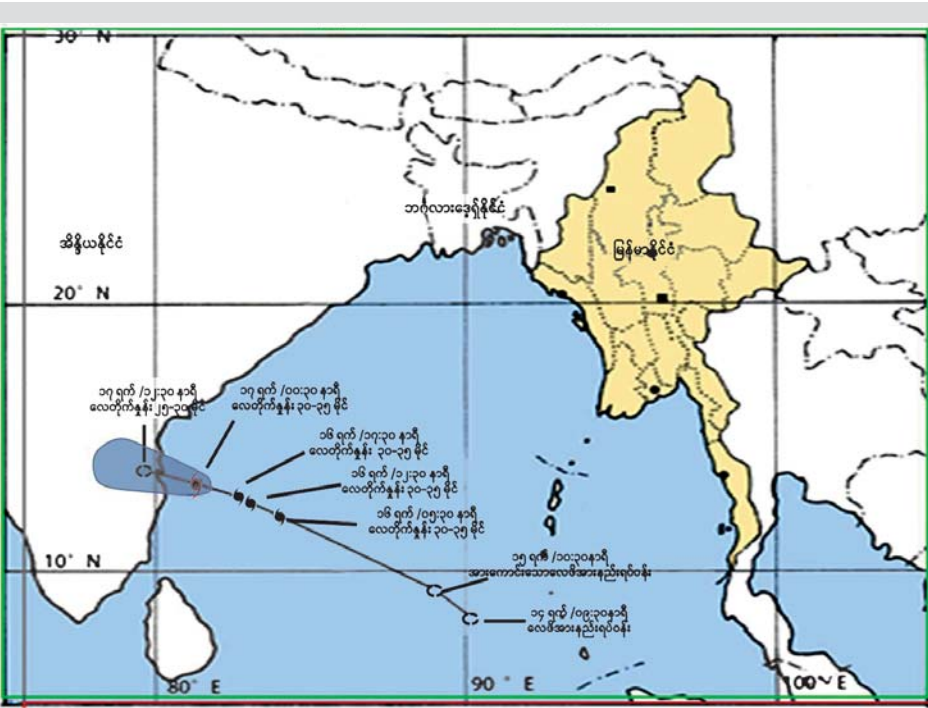 30° N
ဘင်္ဂလားဒေ့ရှ်နိုင်ငံ
အိန္ဒိယနိုင်ငံ
မြန်မာနိုင်ငံ
20° N
၁၇ ရက် /၁၂:၃၀ နာရီ
လေတိုက်နှုန်း ၂၅-၃၀ မိုင်
၁၇ ရက် /၀၀:၃၀ နာရီ
လေတိုက်နှုန်း ၃၀-၃၅ မိုင်
၁၆ ရက် /၁၇:၃၀ နာရီ
လေတိုက်နှုန်း ၃၀-၃၅ မိုင်
၁၆ ရက် /၁၂:၃၀ နာရီ
လေတိုက်နှုန်း ၃၀-၃၅ မိုင်
၁၆ ရက် /၀၅:၃၀ နာရီ
လေတိုက်နှုန်း ၃၀-၃၅ မိုင်
10° N
၁၅ ရက် /၁၀:၃၀နာရီ
အားကောင်းသောလေဖိအားနည်းရပ်ဝန်း
၁၄ ရက် /၀၉:၃၀နာရီ
လေဖိအားနည်းရပ်ဝန်း
80° E
90° E
100° E